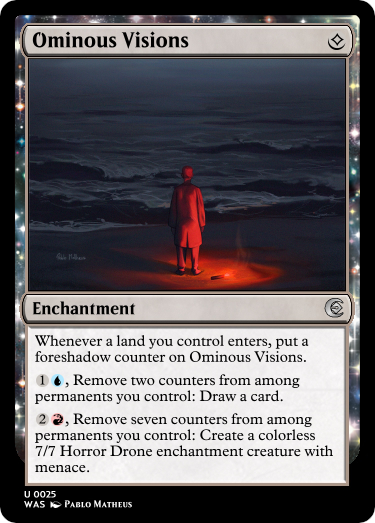 Ominous Visions
Enchantment
Whenever a land you control enters, put a
foreshadow counter on Ominous Visions.
1, Remove two counters from among
permanents you control: Draw a card.
2, Remove seven counters from among
permanents you control: Create a colorless
7/7 Horror Drone enchantment creature with
menace.
U 0025
WAS Pablo Matheus